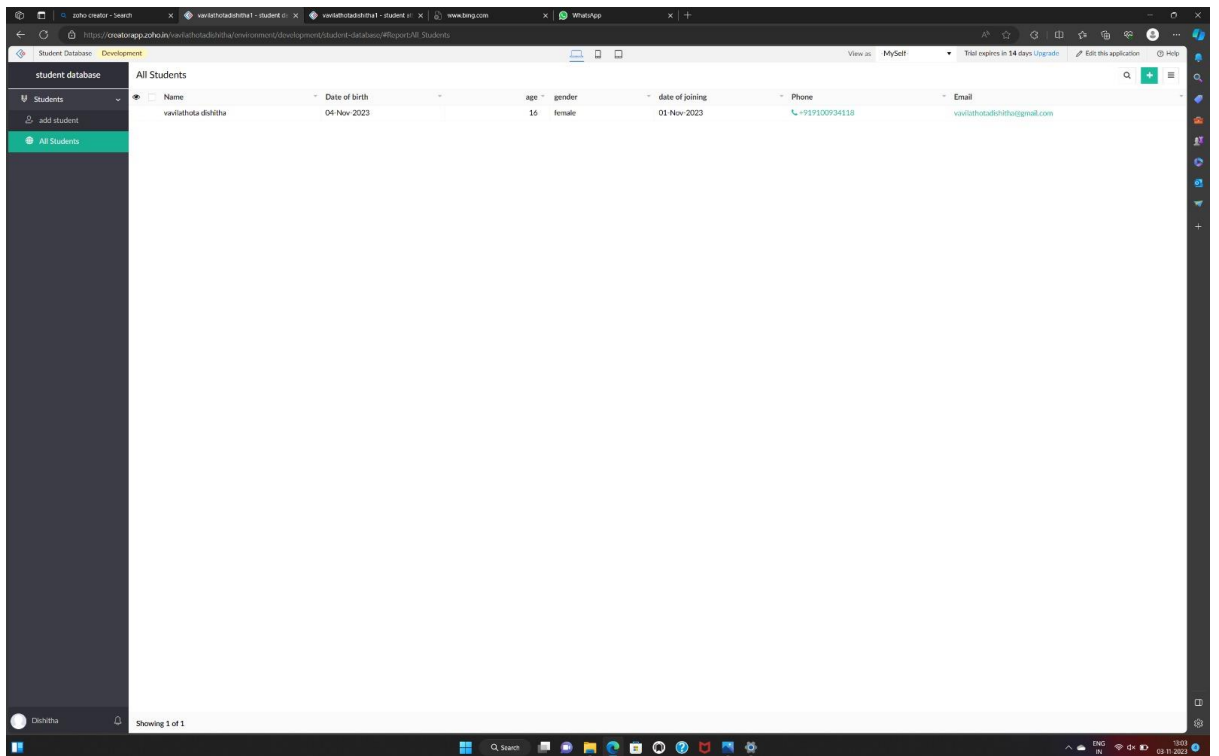 zoho creator - Search
vavilathotadishitha1 - student d
vavilathotadishitha1 - student at
www.bing.com
WhatsApp
https://creatorapp.zoho.in/vavilathotadishitha/environment/development/student-database/#Report:All Students
Student Database Development
View as MySelf
Trial expires in 14 days Upgrade
Edit this application
Help
student database
All Students
Students
Name Date of birth age gender date of joining Phone Email
add student
vavilathota dishitha 04-Nov-2023 16 female 01-Nov-2023 +919100934118 vavilathotadishitha@gmail.com
All Students
Dishitha
Showing 1 of 1
Search
ENG
IN
13:03
03-11-2023